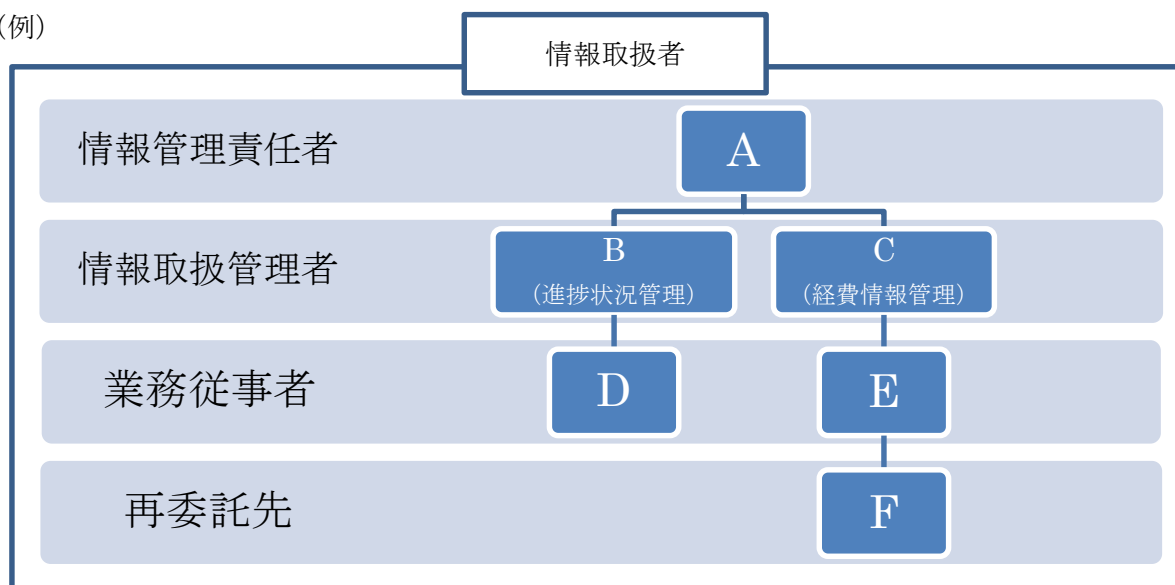 (例)
情報取扱者
情報管理責任者
A
情報取扱管理者
B
(進捗状況管理)
C
(経費情報管理)
業務従事者
D
E
再委託先
F